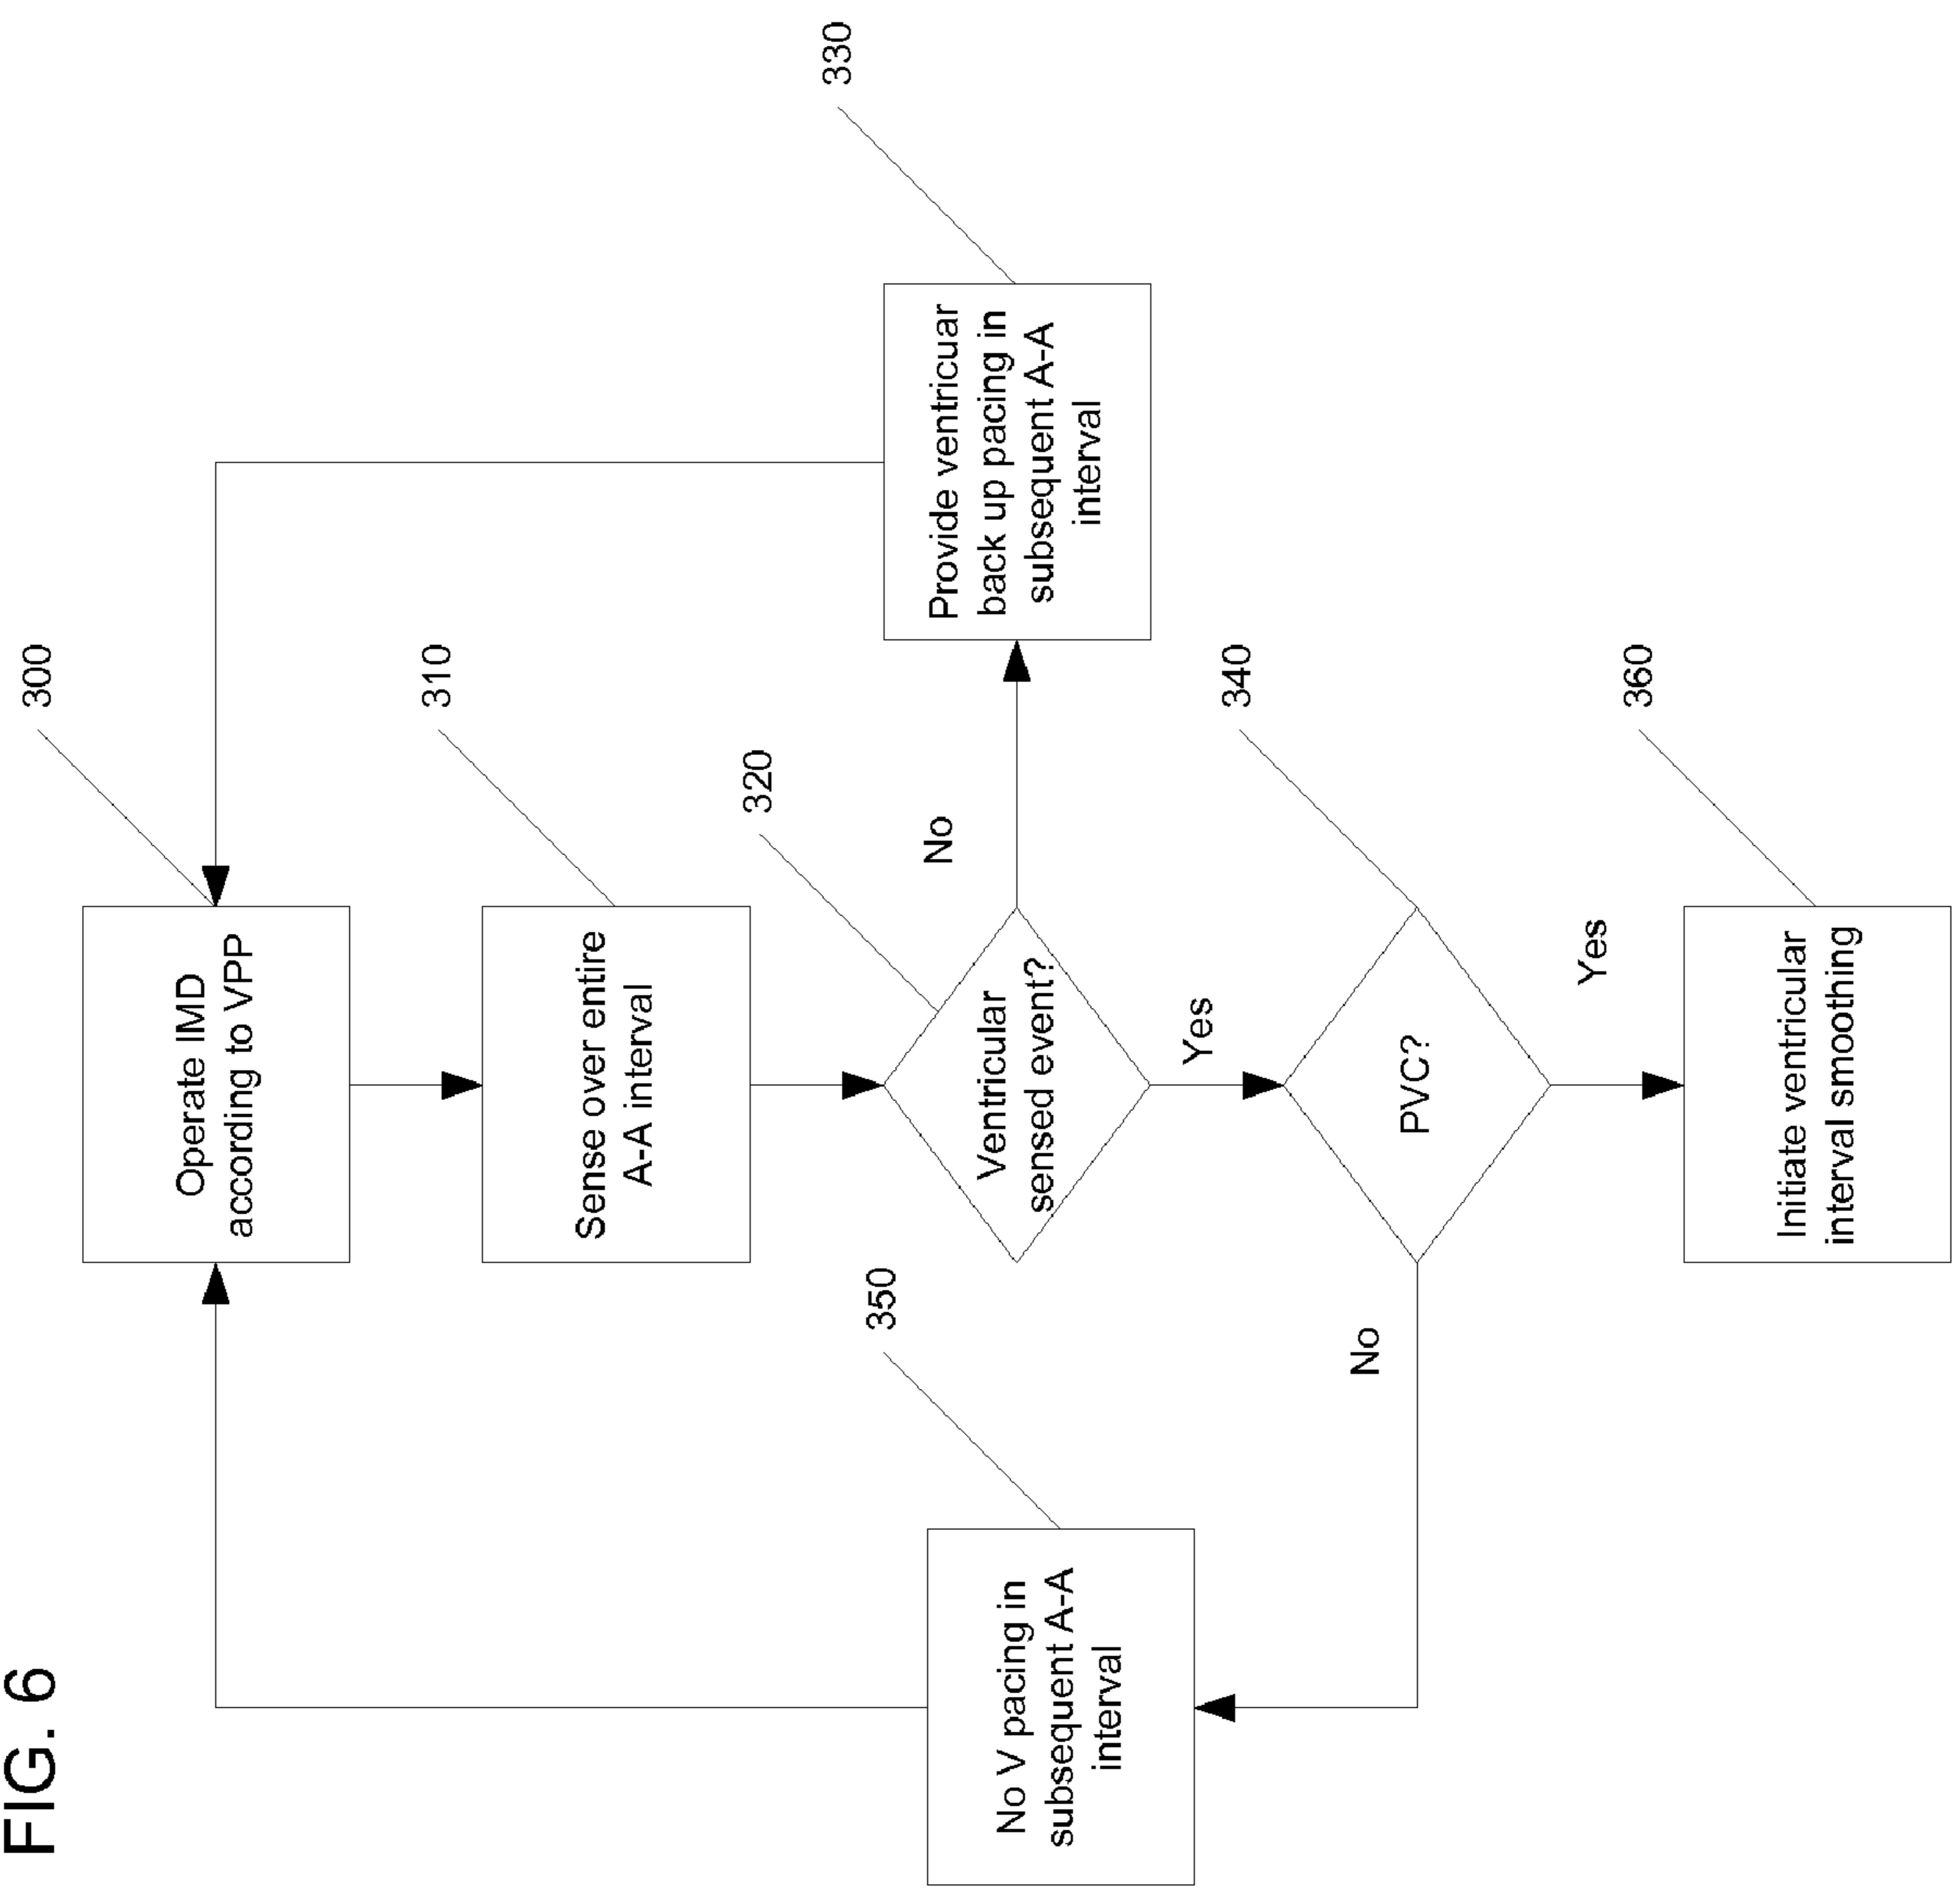 FIG. 6
300
Operate IMD
according to VPP
310
Sense over entire
A-A interval
320
Ventricular
sensed event?
No
330
Provide ventricuar
back up pacing in
subsequent A-A
interval
Yes
340
PVC?
No
350
No V pacing in
subsequent A-A
interval
Yes
360
Initiate ventricular
interval smoothing